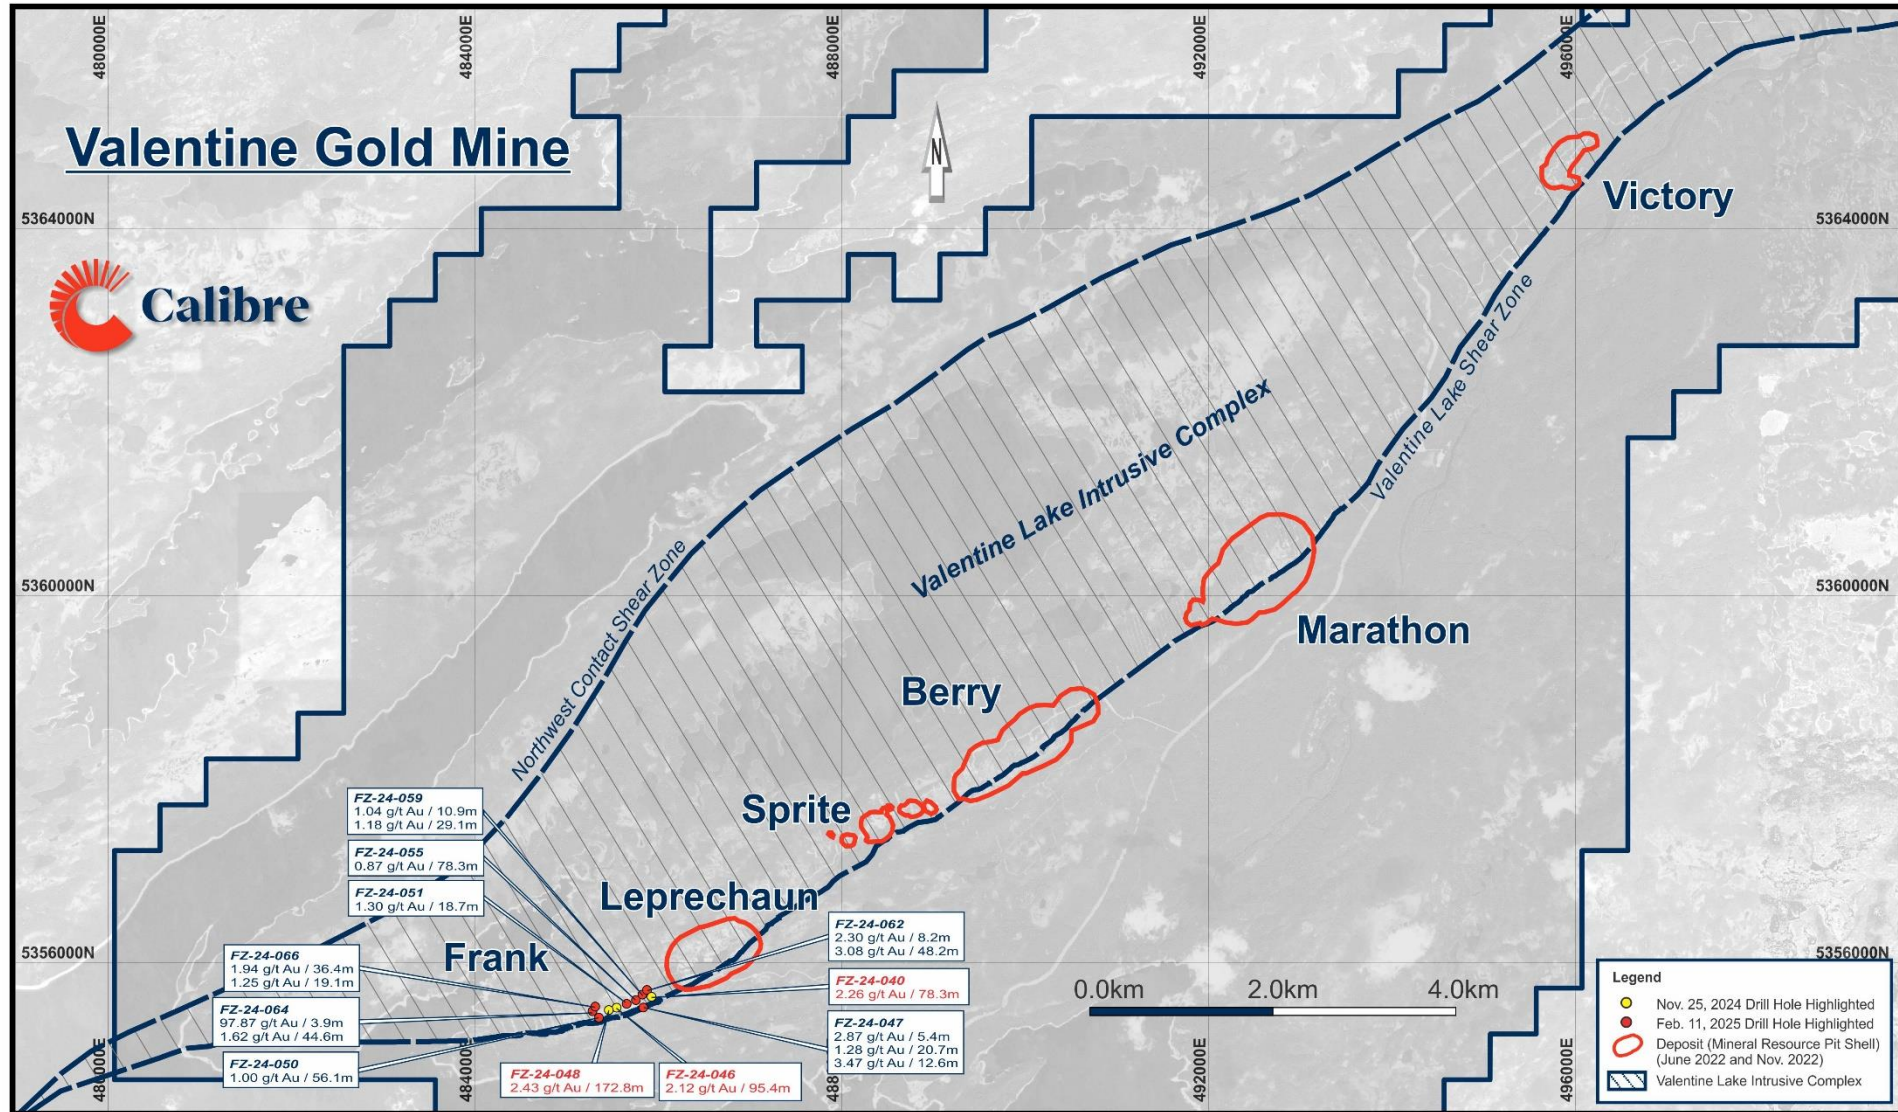 480000E
484000E
488000E
492000E
496000E
Valentine Gold Mine
N
Victory
5364000N
5364000N
Calibre
Valentine Lake Shear Zone
Valentine Lake Intrusive Complex
Northwest Contact Shear Zone
5360000N
5360000N
Marathon
Berry
Sprite
Leprechaun
Frank
FZ-24-059
1.04 g/t Au / 10.9m
1.18 g/t Au / 29.1m
FZ-24-055
0.87 g/t Au / 78.3m
FZ-24-051
1.30 g/t Au / 18.7m
5356000N
5356000N
FZ-24-066
1.94 g/t Au / 36.4m
1.25 g/t Au / 19.1m
FZ-24-064
97.87 g/t Au / 3.9m
1.62 g/t Au / 44.6m
FZ-24-050
1.00 g/t Au / 56.1m
FZ-24-048
2.43 g/t Au / 172.8m
FZ-24-046
2.12 g/t Au / 95.4m
FZ-24-062
2.30 g/t Au / 8.2m
3.08 g/t Au / 48.2m
FZ-24-040
2.26 g/t Au / 78.3m
FZ-24-047
2.87 g/t Au / 5.4m
1.28 g/t Au / 20.7m
3.47 g/t Au / 12.6m
0.0km 2.0km 4.0km
Legend
Nov. 25, 2024 Drill Hole Highlighted
Feb. 11, 2025 Drill Hole Highlighted
Deposit (Mineral Resource Pit Shell)
(June 2022 and Nov. 2022)
Valentine Lake Intrusive Complex
480000E
492000E
496000E